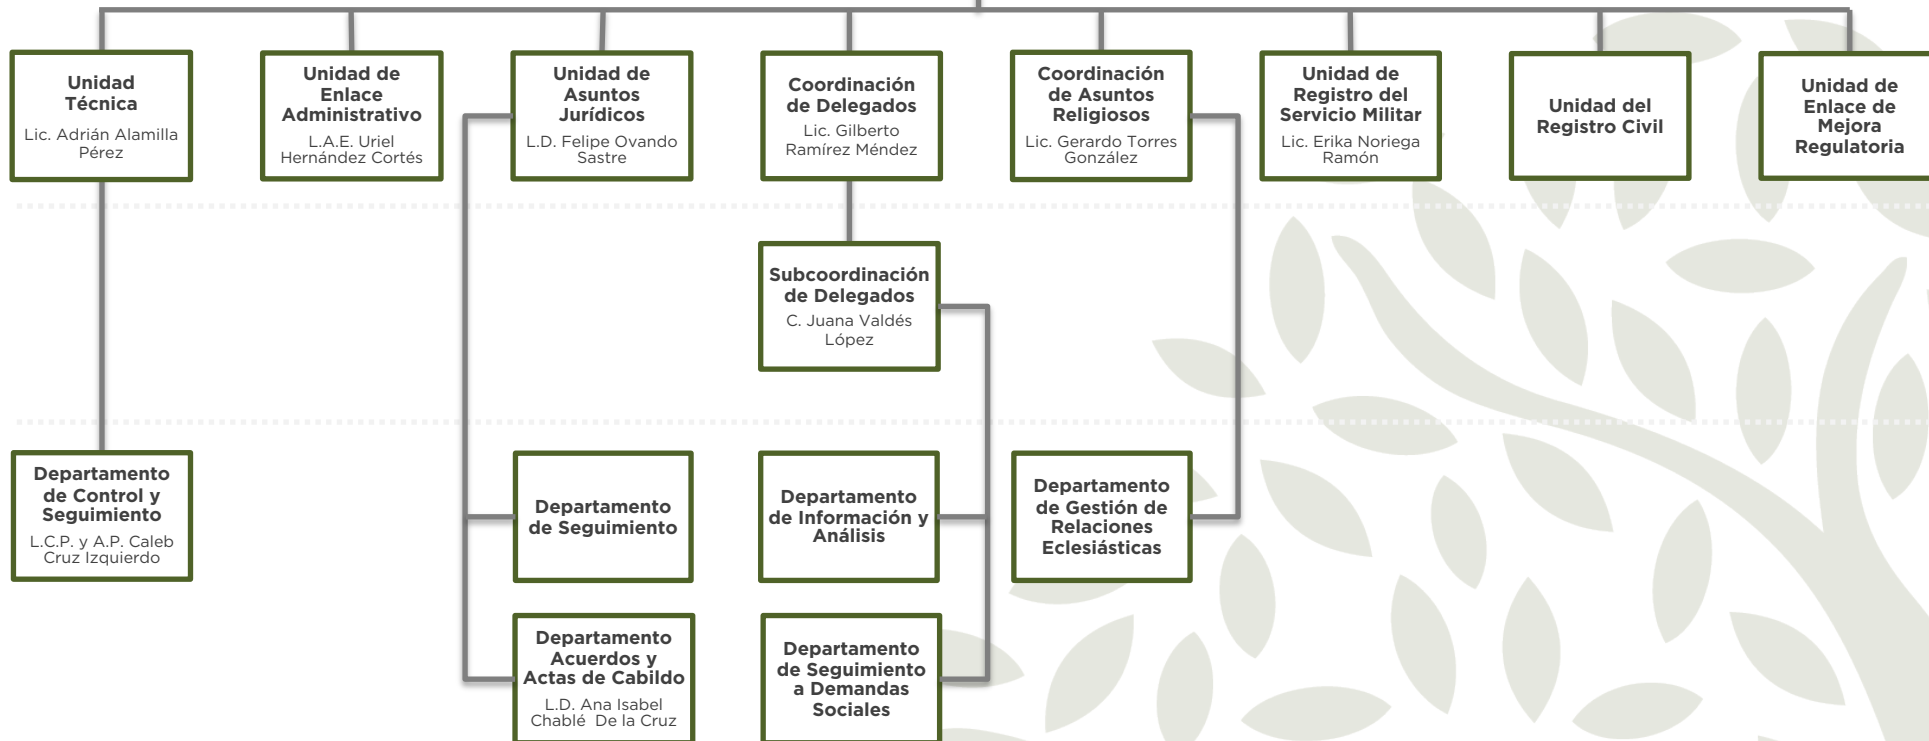 Unidad
Técnica
Lic. Adrián Alamilla
Pérez
Unidad de
Enlace
Administrativo
L.A.E. Uriel
Hernández Cortés
Unidad de
Asuntos
Jurídicos
L.D. Felipe Ovando
Sastre
Coordinación
de Delegados
Lic. Gilberto
Ramírez Méndez
Coordinación
de Asuntos
Religiosos
Lic. Gerardo Torres
González
Unidad de
Registro del
Servicio Militar
Lic. Erika Noriega
Ramón
Unidad del
Registro Civil
Unidad de
Enlace de
Mejora
Regulatoria
Subcoordinación
de Delegados
C. Juana Valdés
López
Departamento
de Control y
Seguimiento
L.C.P. y A.P. Caleb
Cruz Izquierdo
Departamento
de Seguimiento
Departamento
de Información y
Análisis
Departamento
de Gestión de
Relaciones
Eclesiásticas
Departamento
Acuerdos y
Actas de Cabildo
L.D. Ana Isabel
Chablé De la Cruz
Departamento
de Seguimiento
a Demandas
Sociales